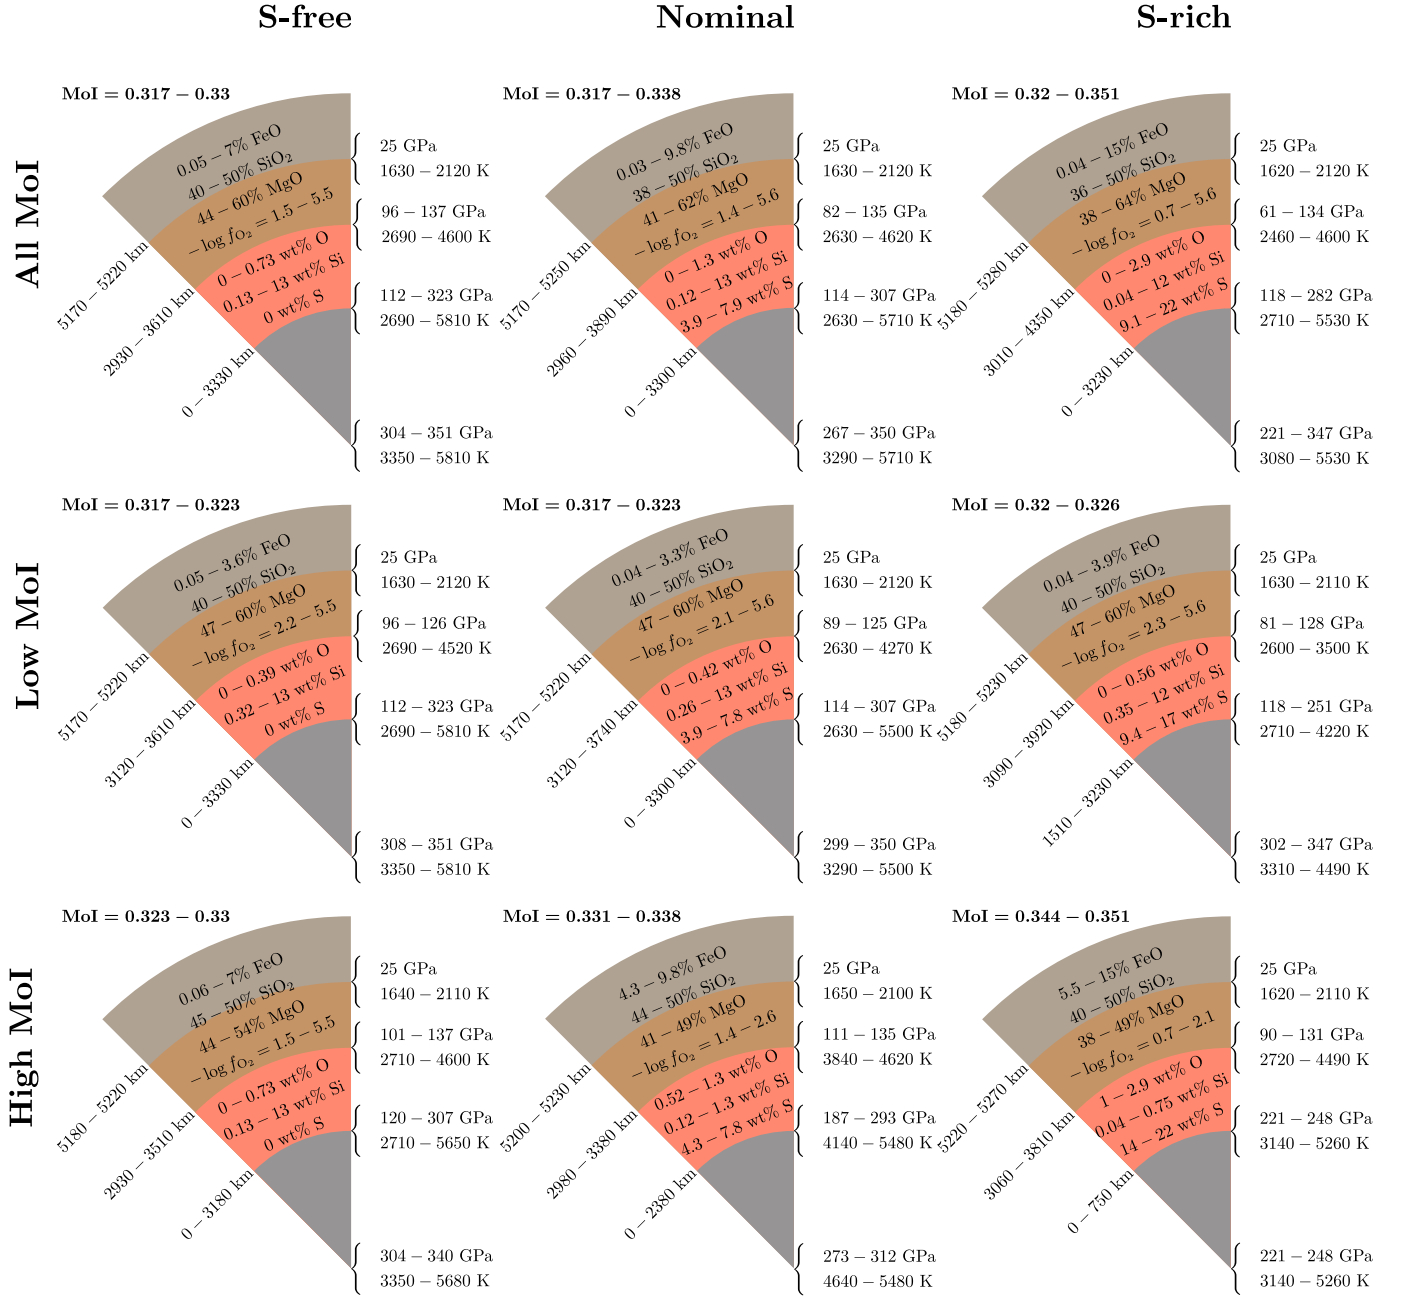 S-free
Nominal
S-rich
All MoI
MoI = 0.317 − 0.33
0.05 − 7% FeO
40 − 50% SiO₂
44 − 60% MgO
− log f_O₂ = 1.5 − 5.5
0 − 0.73 wt% O
0.13 − 13 wt% Si
0 wt% S
5170 − 5220 km
2930 − 3610 km
0 − 3330 km
25 GPa
1630 − 2120 K
96 − 137 GPa
2690 − 4600 K
112 − 323 GPa
2690 − 5810 K
304 − 351 GPa
3350 − 5810 K
MoI = 0.317 − 0.338
0.03 − 9.8% FeO
38 − 50% SiO₂
41 − 62% MgO
− log f_O₂ = 1.4 − 5.6
0 − 1.3 wt% O
0.12 − 13 wt% Si
3.9 − 7.9 wt% S
5170 − 5250 km
2960 − 3890 km
0 − 3300 km
25 GPa
1630 − 2120 K
82 − 135 GPa
2630 − 4620 K
114 − 307 GPa
2630 − 5710 K
267 − 350 GPa
3290 − 5710 K
MoI = 0.32 − 0.351
0.04 − 15% FeO
36 − 50% SiO₂
38 − 64% MgO
− log f_O₂ = 0.7 − 5.6
0 − 2.9 wt% O
0.04 − 12 wt% Si
9.1 − 22 wt% S
5180 − 5280 km
3010 − 4350 km
0 − 3230 km
25 GPa
1620 − 2120 K
61 − 134 GPa
2460 − 4600 K
118 − 282 GPa
2710 − 5530 K
221 − 347 GPa
3080 − 5530 K
Low MoI
MoI = 0.317 − 0.323
0.05 − 3.6% FeO
40 − 50% SiO₂
47 − 60% MgO
− log f_O₂ = 2.2 − 5.5
0 − 0.39 wt% O
0.32 − 13 wt% Si
0 wt% S
5170 − 5220 km
3120 − 3610 km
0 − 3330 km
25 GPa
1630 − 2120 K
96 − 126 GPa
2690 − 4520 K
112 − 323 GPa
2690 − 5810 K
308 − 351 GPa
3350 − 5810 K
MoI = 0.317 − 0.323
0.04 − 3.3% FeO
40 − 50% SiO₂
47 − 60% MgO
− log f_O₂ = 2.1 − 5.6
0 − 0.42 wt% O
0.26 − 13 wt% Si
3.9 − 7.8 wt% S
5170 − 5220 km
3120 − 3740 km
0 − 3300 km
25 GPa
1630 − 2120 K
89 − 125 GPa
2630 − 4270 K
114 − 307 GPa
2630 − 5500 K
299 − 350 GPa
3290 − 5500 K
MoI = 0.32 − 0.326
0.04 − 3.9% FeO
40 − 50% SiO₂
47 − 60% MgO
− log f_O₂ = 2.3 − 5.6
0 − 0.56 wt% O
0.35 − 12 wt% Si
9.4 − 17 wt% S
5180 − 5230 km
3090 − 3920 km
1510 − 3230 km
25 GPa
1630 − 2110 K
81 − 128 GPa
2600 − 3500 K
118 − 251 GPa
2710 − 4220 K
302 − 347 GPa
3310 − 4490 K
High MoI
MoI = 0.323 − 0.33
0.06 − 7% FeO
45 − 50% SiO₂
44 − 54% MgO
− log f_O₂ = 1.5 − 5.5
0 − 0.73 wt% O
0.13 − 13 wt% Si
0 wt% S
5180 − 5220 km
2930 − 3510 km
0 − 3180 km
25 GPa
1640 − 2110 K
101 − 137 GPa
2710 − 4600 K
120 − 307 GPa
2710 − 5650 K
304 − 340 GPa
3350 − 5680 K
MoI = 0.331 − 0.338
4.3 − 9.8% FeO
44 − 50% SiO₂
41 − 49% MgO
− log f_O₂ = 1.4 − 2.6
0.52 − 1.3 wt% O
0.12 − 1.3 wt% Si
4.3 − 7.8 wt% S
5200 − 5230 km
2980 − 3380 km
0 − 2380 km
25 GPa
1650 − 2100 K
111 − 135 GPa
3840 − 4620 K
187 − 293 GPa
4140 − 5480 K
273 − 312 GPa
4640 − 5480 K
MoI = 0.344 − 0.351
5.5 − 15% FeO
40 − 50% SiO₂
38 − 49% MgO
− log f_O₂ = 0.7 − 2.1
1 − 2.9 wt% O
0.04 − 0.75 wt% Si
14 − 22 wt% S
5220 − 5270 km
3060 − 3810 km
0 − 750 km
25 GPa
1620 − 2110 K
90 − 131 GPa
2720 − 4490 K
221 − 248 GPa
3140 − 5260 K
221 − 248 GPa
3140 − 5260 K